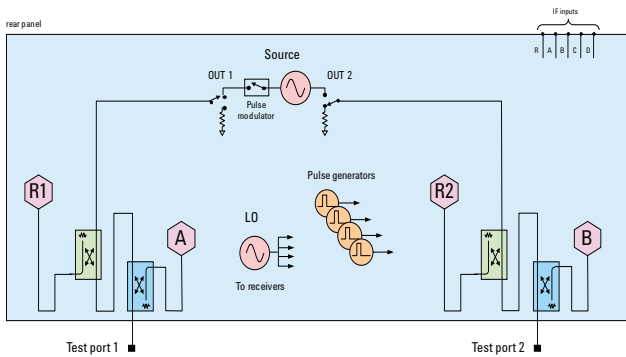 IF inputs
rear panel
R A B C D
Source
OUT 1
OUT 2
Pulse
modulator
Pulse generators
R1
R2
LO
A
B
To receivers
Test port 1
Test port 2